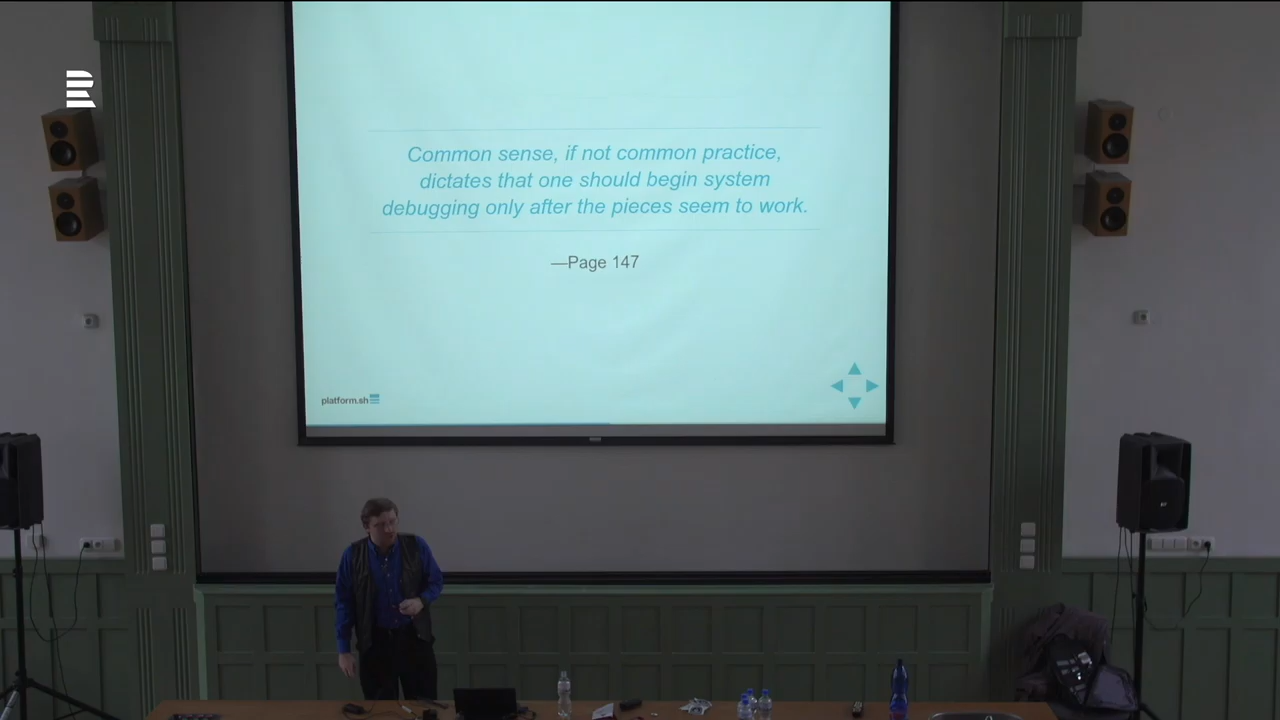 Common sense, if not common practice,
dictates that one should begin system
debugging only after the pieces seem to work.
—Page 147
platform.sh